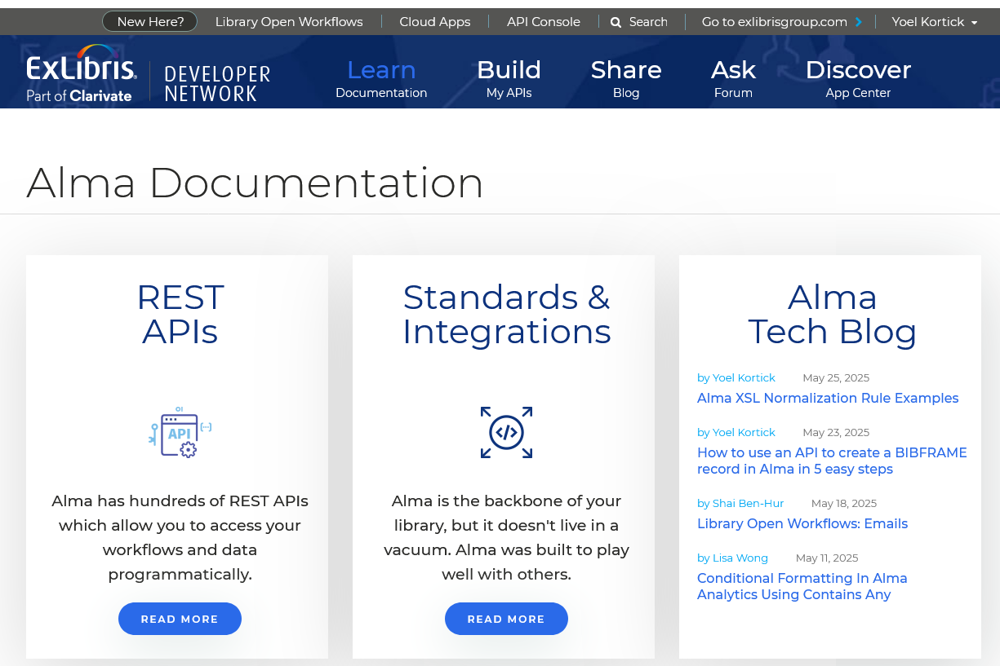 New Here?
Library Open Workflows
Cloud Apps
API Console
Search
Go to exlibrisgroup.com
Yoel Kortick
ExLibris®
Part of Clarivate
DEVELOPER
NETWORK
Learn
Documentation
Build
My APIs
Share
Blog
Ask
Forum
Discover
App Center
Alma Documentation
REST
APIs
API
Alma has hundreds of REST APIs
which allow you to access your
workflows and data
programmatically.
READ MORE
Standards &
Integrations
</>
Alma is the backbone of your
library, but it doesn't live in a
vacuum. Alma was built to play
well with others.
READ MORE
Alma
Tech Blog
by Yoel Kortick May 25, 2025
Alma XSL Normalization Rule Examples
by Yoel Kortick May 23, 2025
How to use an API to create a BIBFRAME
record in Alma in 5 easy steps
by Shai Ben-Hur May 18, 2025
Library Open Workflows: Emails
by Lisa Wong May 11, 2025
Conditional Formatting In Alma
Analytics Using Contains Any